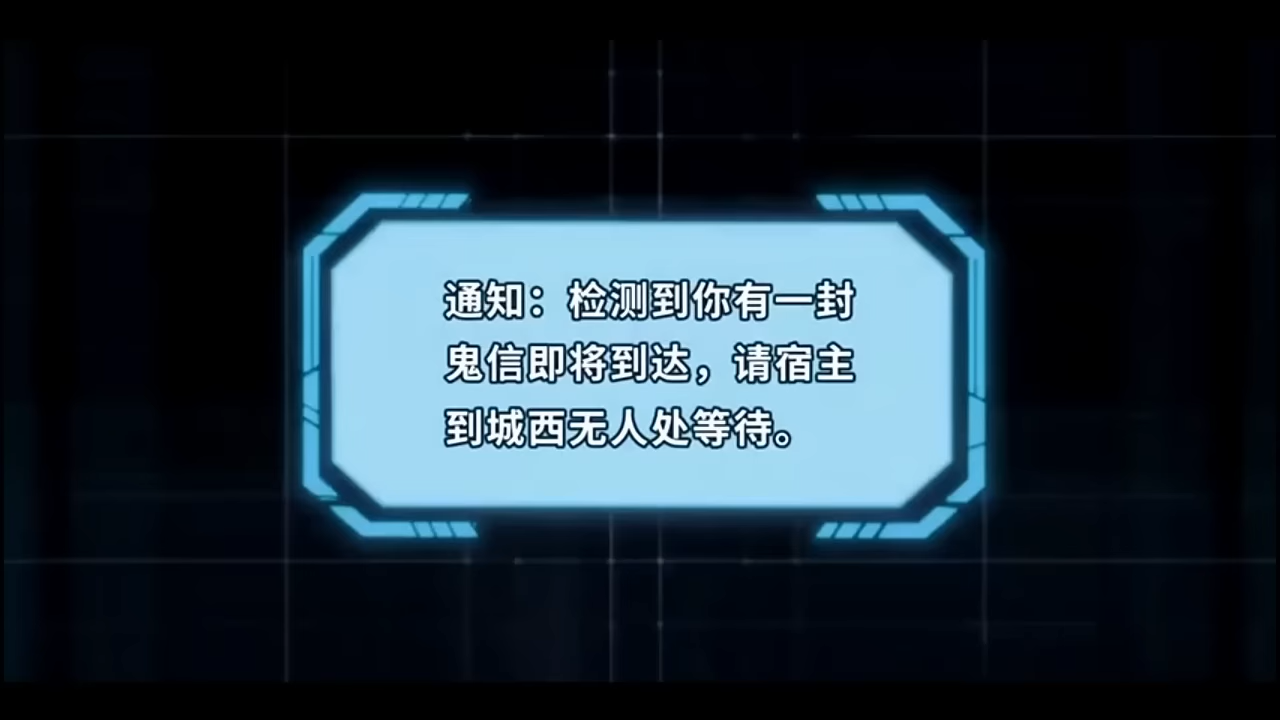 通知：检测到你有一封
鬼信即将到达，请宿主
到城西无人处等待。